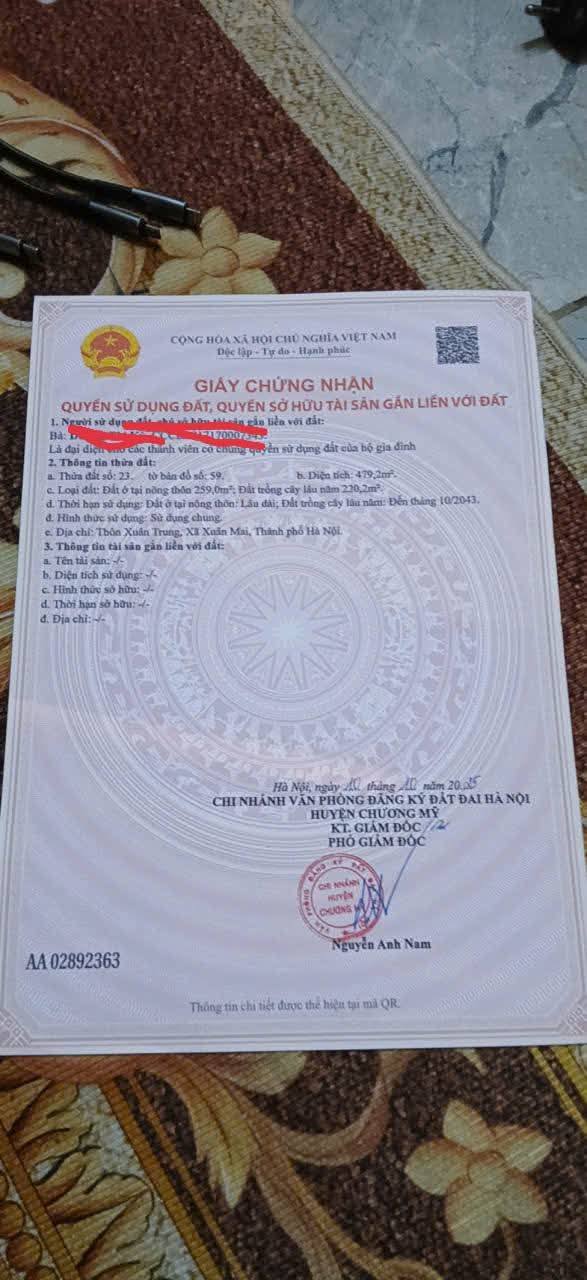 CỘNG HÒA XÃ HỘI CHỦ NGHĨA VIỆT NAM
Độc lập - Tự do - Hạnh phúc
GIẤY CHỨNG NHẬN
QUYỀN SỬ DỤNG ĐẤT, QUYỀN SỞ HỮU TÀI SẢN GẮN LIỀN VỚI ĐẤT
1. Người sử dụng đất, chủ sở hữu tài sản gắn liền với đất:
Bà:
Là đại diện cho các thành viên có chung quyền sử dụng đất của hộ gia đình
2. Thông tin thửa đất:
a. Thửa đất số: 23, tờ bản đồ số: 59. b. Diện tích: 479,2m².
c. Loại đất: Đất ở tại nông thôn 259,0m²; Đất trồng cây lâu năm 220,2m².
d. Thời hạn sử dụng: Đất ở tại nông thôn: Lâu dài; Đất trồng cây lâu năm: Đến tháng 10/2043.
đ. Hình thức sử dụng: Sử dụng chung.
e. Địa chỉ: Thôn Xuân Trung, Xã Xuân Mai, Thành phố Hà Nội.
3. Thông tin tài sản gắn liền với đất:
a. Tên tài sản: -/-
b. Diện tích sử dụng: -/-
c. Hình thức sở hữu: -/-
d. Thời hạn sở hữu: -/-
đ. Địa chỉ: -/-
Hà Nội, ngày 10 tháng 10 năm 2025
CHI NHÁNH VĂN PHÒNG ĐĂNG KÝ ĐẤT ĐAI HÀ NỘI
HUYỆN CHƯƠNG MỸ
KT. GIÁM ĐỐC
PHÓ GIÁM ĐỐC
CHI NHÁNH
HUYỆN
CHƯƠNG MỸ
Nguyễn Anh Nam
AA 02892363
Thông tin chi tiết được thể hiện tại mã QR.